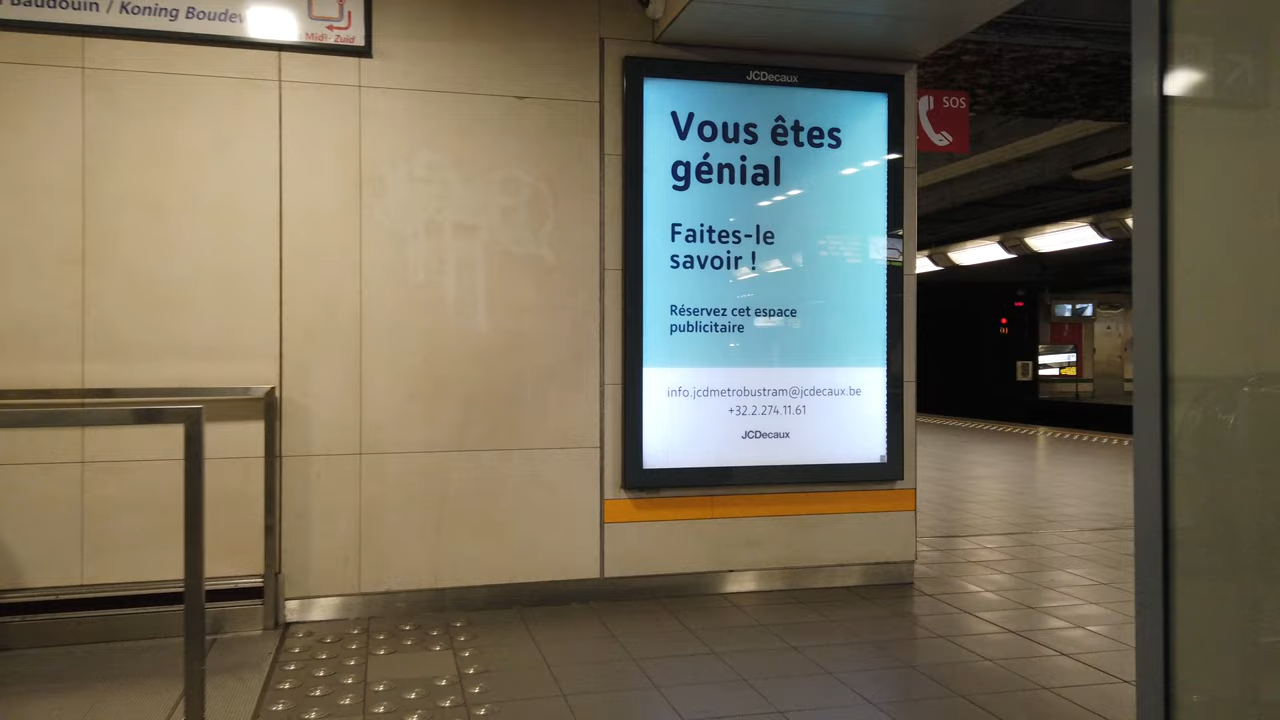 Baudouin / Koning Boudew
Midi- Zuid
JCDecaux
Vous êtes
génial
Faites-le
savoir !
Réservez cet espace
publicitaire
info.jcdmetrobustram@jcdecaux.be
+32.2.274.11.61
JCDecaux
SOS